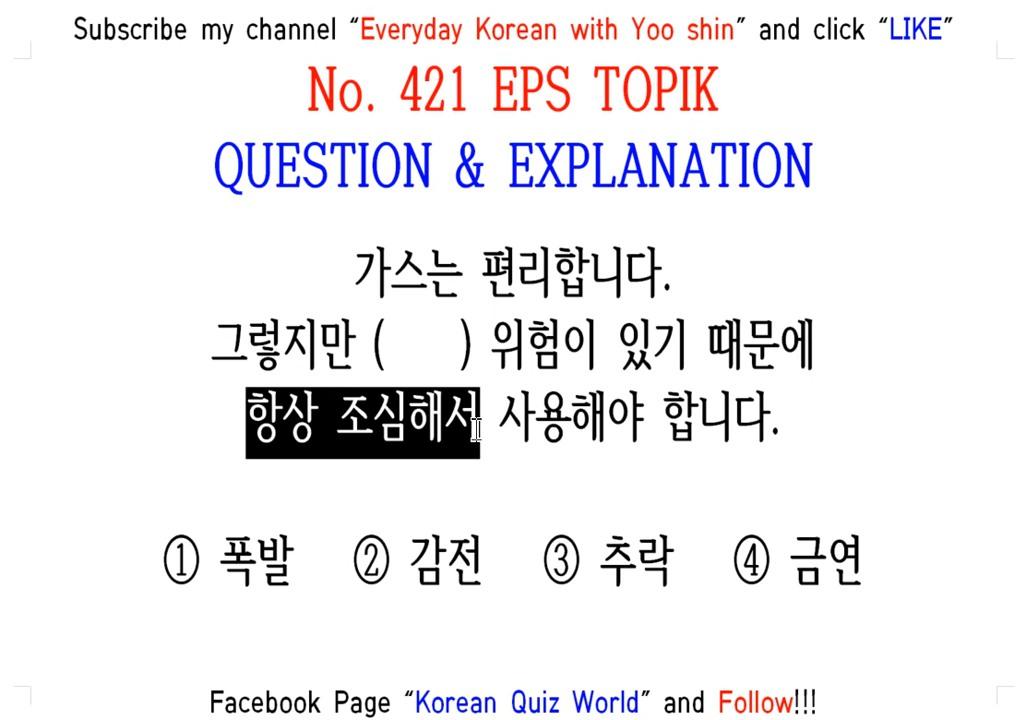 Subscribe my channel “Everyday Korean with Yoo shin” and click “LIKE”
No. 421 EPS TOPIK
QUESTION & EXPLANATION
가스는 편리합니다.
그렇지만 (    ) 위험이 있기 때문에
항상 조심해서 사용해야 합니다.
① 폭발 ② 감전 ③ 추락 ④ 금연
Facebook Page “Korean Quiz World” and Follow!!!